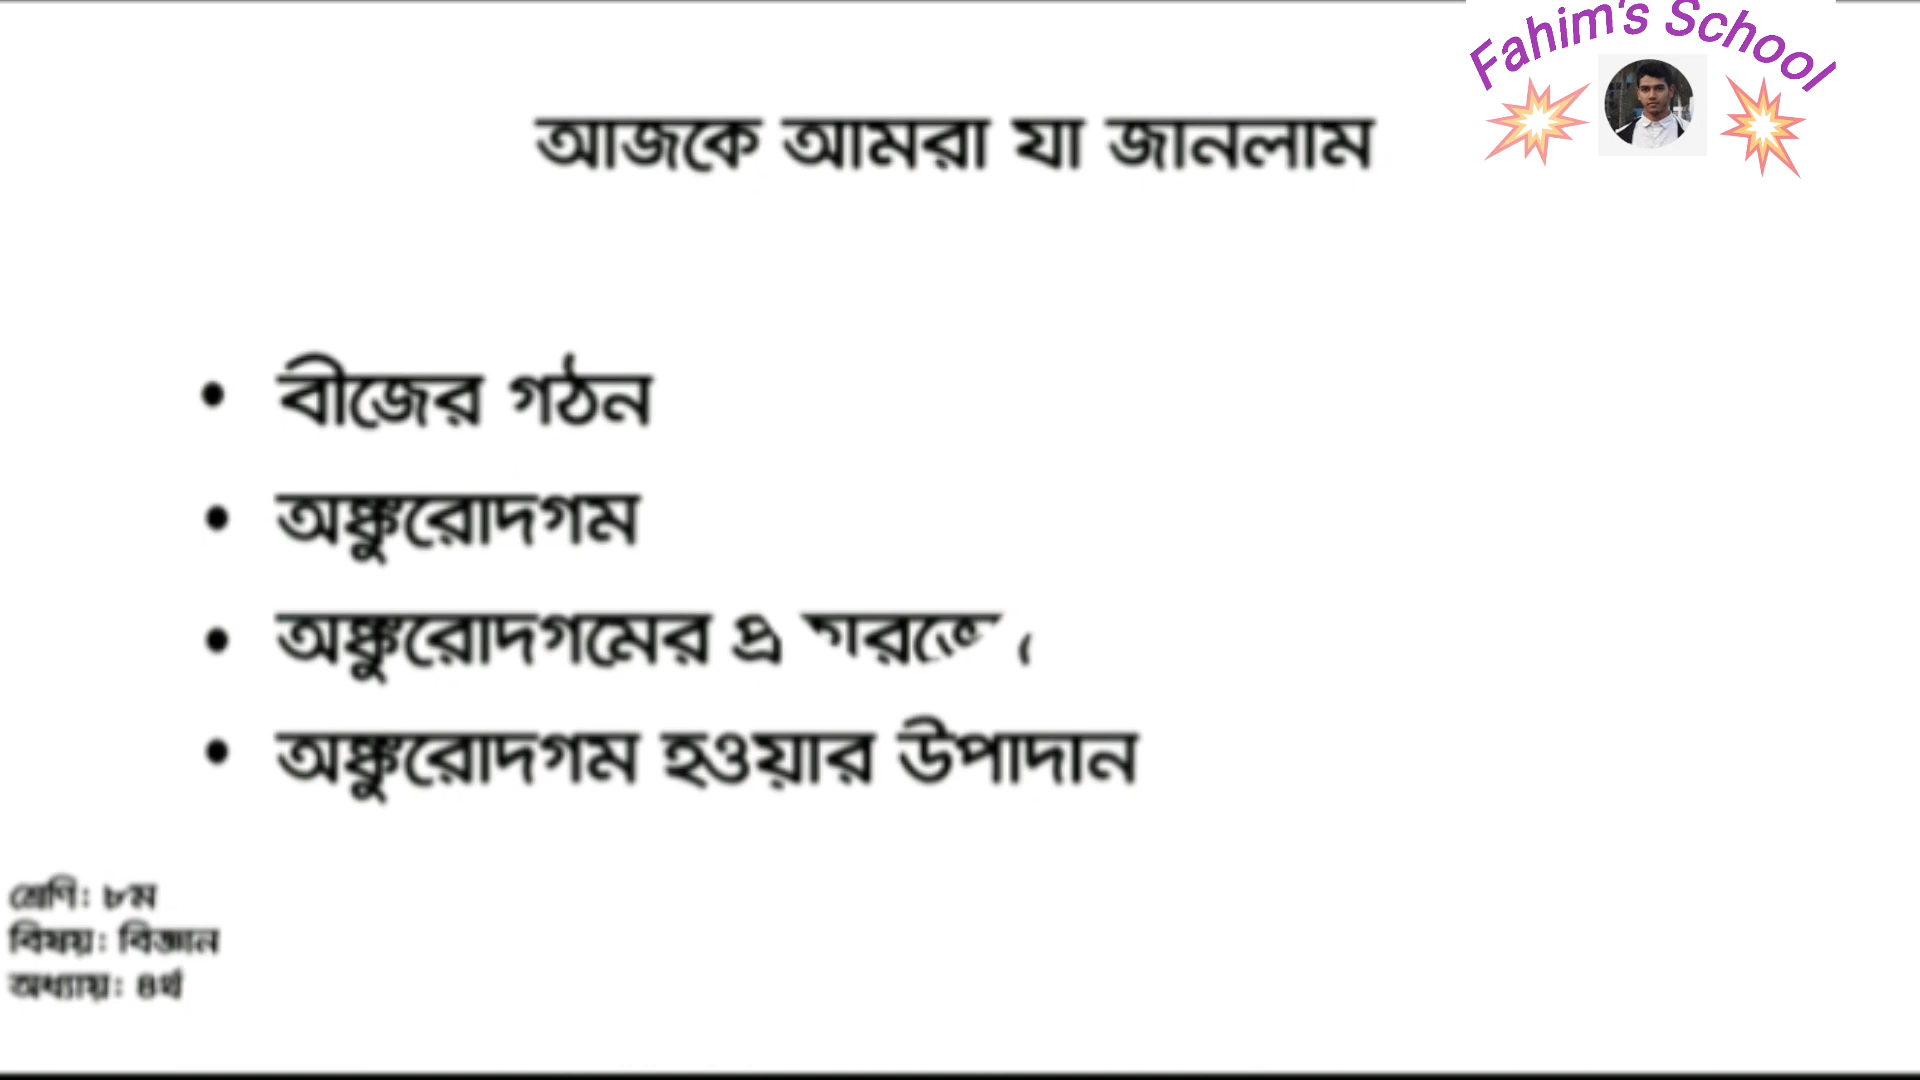 Fahim's School
আজকে আমরা যা জানলাম
• বীজের গঠন
• অঙ্কুরোদগম
• অঙ্কুরোদগমের
• অঙ্কুরোদগম হওয়ার উপাদান
শ্রেণি: ৮ম
বিষয়: বিজ্ঞান
অধ্যায়: ৪র্থ